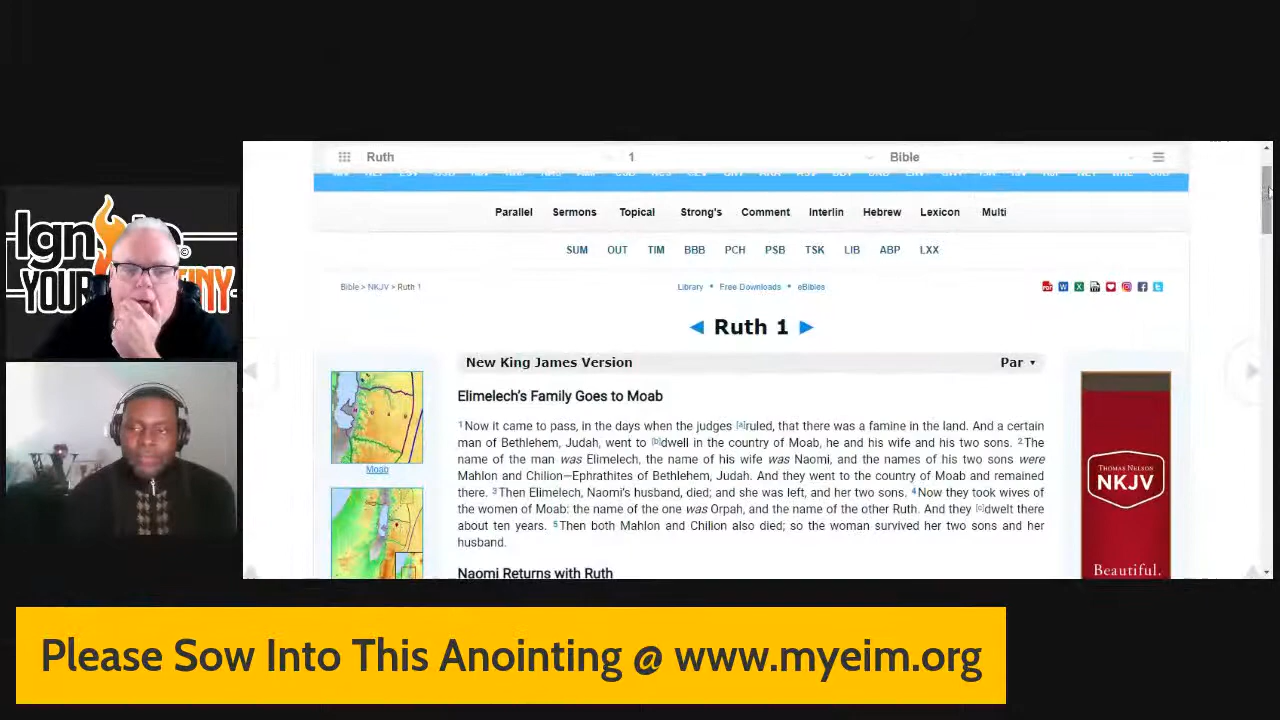 Ruth
1
Bible
Parallel Sermons Topical Strong's Comment Interlin Hebrew Lexicon Multi
SUM OUT TIM BBB PCH PSB TSK LIB ABP LXX
Bible > NKJV > Ruth 1
Library • Free Downloads • eBibles
◄ Ruth 1 ►
New King James Version
Par ▾
Elimelech's Family Goes to Moab
1Now it came to pass, in the days when the judges [a]ruled, that there was a famine in the land. And a certain
man of Bethlehem, Judah, went to [b]dwell in the country of Moab, he and his wife and his two sons. 2The
name of the man was Elimelech, the name of his wife was Naomi, and the names of his two sons were
Mahlon and Chilion—Ephrathites of Bethlehem, Judah. And they went to the country of Moab and remained
there. 3Then Elimelech, Naomi's husband, died; and she was left, and her two sons. 4Now they took wives of
the women of Moab: the name of the one was Orpah, and the name of the other Ruth. And they [c]dwelt there
about ten years. 5Then both Mahlon and Chilion also died; so the woman survived her two sons and her
husband.
Naomi Returns with Ruth
Moab
THOMAS NELSON
NKJV
Beautiful.
YOUR
Please Sow Into This Anointing @ www.myeim.org